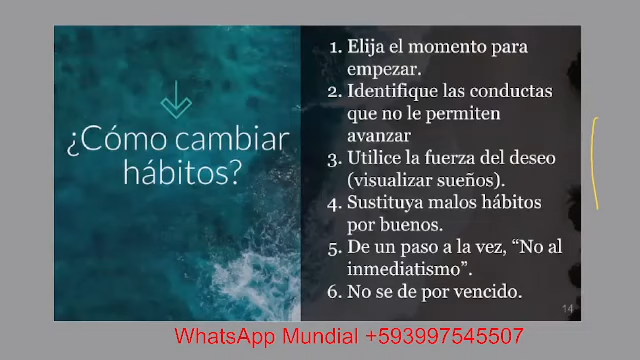 ¿Cómo cambiar
hábitos?
1. Elija el momento para
empezar.
2. Identifique las conductas
que no le permiten
avanzar
3. Utilice la fuerza del deseo
(visualizar sueños).
4. Sustituya malos hábitos
por buenos.
5. De un paso a la vez, “No al
inmediatismo”.
6. No se de por vencido.
14
WhatsApp Mundial +593997545507